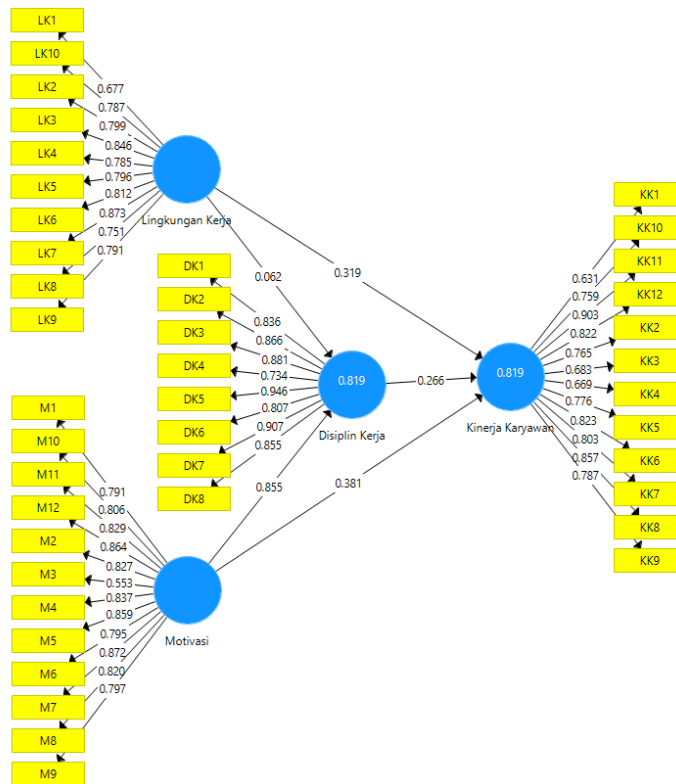 LK1
LK10
LK2
LK3
LK4
LK5
LK6
LK7
LK8
LK9
0.677
0.787
0.799
0.846
0.785
0.796
0.812
0.873
0.751
0.791
Lingkungan Kerja
0.062
0.319
DK1
DK2
DK3
DK4
DK5
DK6
DK7
DK8
0.836
0.866
0.881
0.734
0.946
0.807
0.907
0.855
0.819
Disiplin Kerja
0.266
0.819
Kinerja Karyawan
KK1
KK10
KK11
KK12
KK2
KK3
KK4
KK5
KK6
KK7
KK8
KK9
0.631
0.759
0.903
0.822
0.765
0.683
0.669
0.776
0.823
0.803
0.857
0.787
0.855
0.381
M1
M10
M11
M12
M2
M3
M4
M5
M6
M7
M8
M9
0.791
0.806
0.829
0.864
0.827
0.553
0.837
0.859
0.795
0.872
0.820
0.797
Motivasi